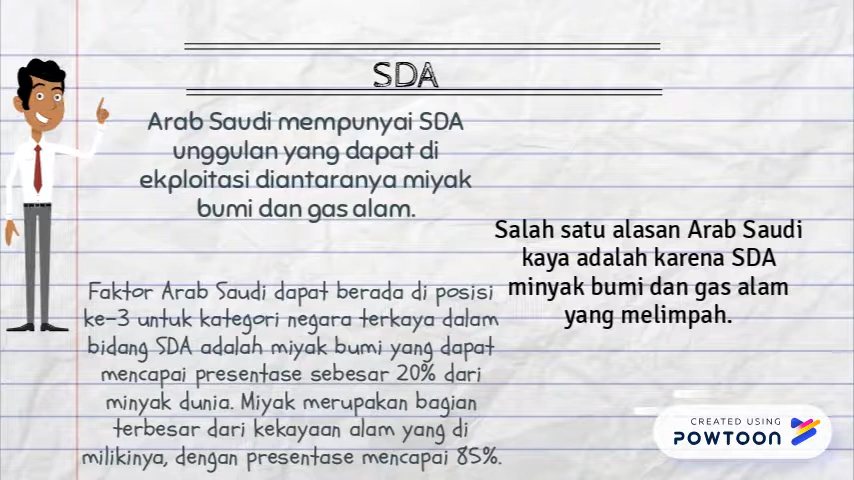 SDA
Arab Saudi mempunyai SDA
unggulan yang dapat di
ekploitasi diantaranya miyak
bumi dan gas alam.
Salah satu alasan Arab Saudi
kaya adalah karena SDA
minyak bumi dan gas alam
yang melimpah.
Faktor Arab Saudi dapat berada di posisi
ke-3 untuk kategori negara terkaya dalam
bidang SDA adalah miyak bumi yang dapat
mencapai presentase sebesar 20% dari
minyak dunia. Miyak merupakan bagian
terbesar dari kekayaan alam yang di
milikinya, dengan presentase mencapai 85%.
CREATED USING
POWTOON